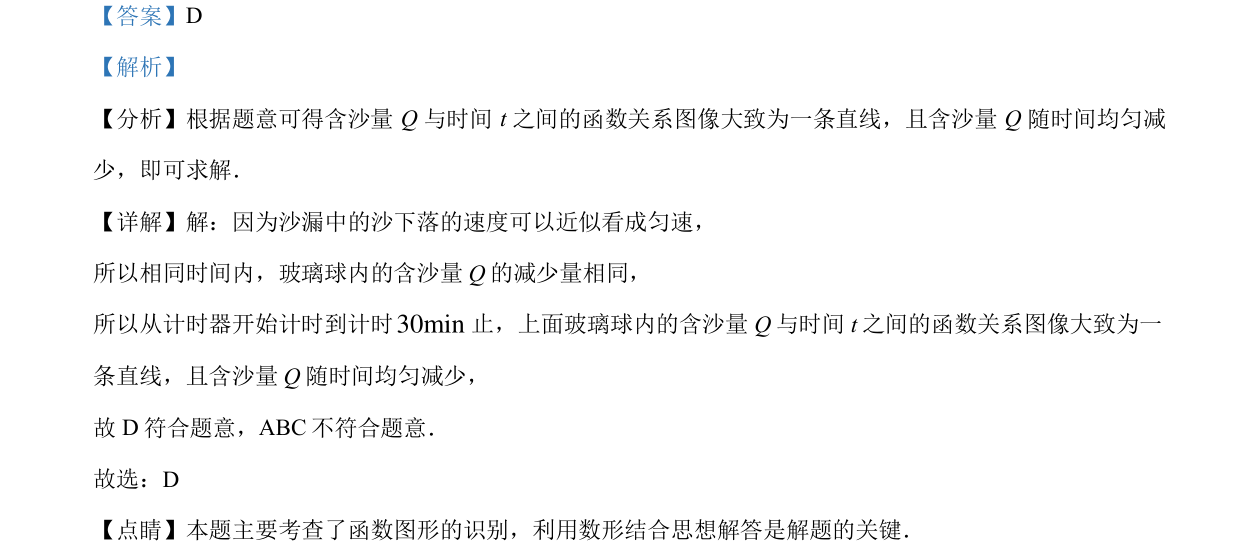 【答案】D
【解析】
【分析】根据题意可得含沙量 Q 与时间 t 之间的函数关系图像大致为一条直线，且含沙量 Q 随时间均匀减
少，即可求解．
【详解】解：因为沙漏中的沙下落的速度可以近似看成匀速，
所以相同时间内，玻璃球内的含沙量 Q 的减少量相同，
所以从计时器开始计时到计时 30min 止，上面玻璃球内的含沙量 Q 与时间 t 之间的函数关系图像大致为一
条直线，且含沙量 Q 随时间均匀减少，
故 D 符合题意，ABC 不符合题意．
故选：D
【点睛】本题主要考查了函数图形的识别，利用数形结合思想解答是解题的关键．